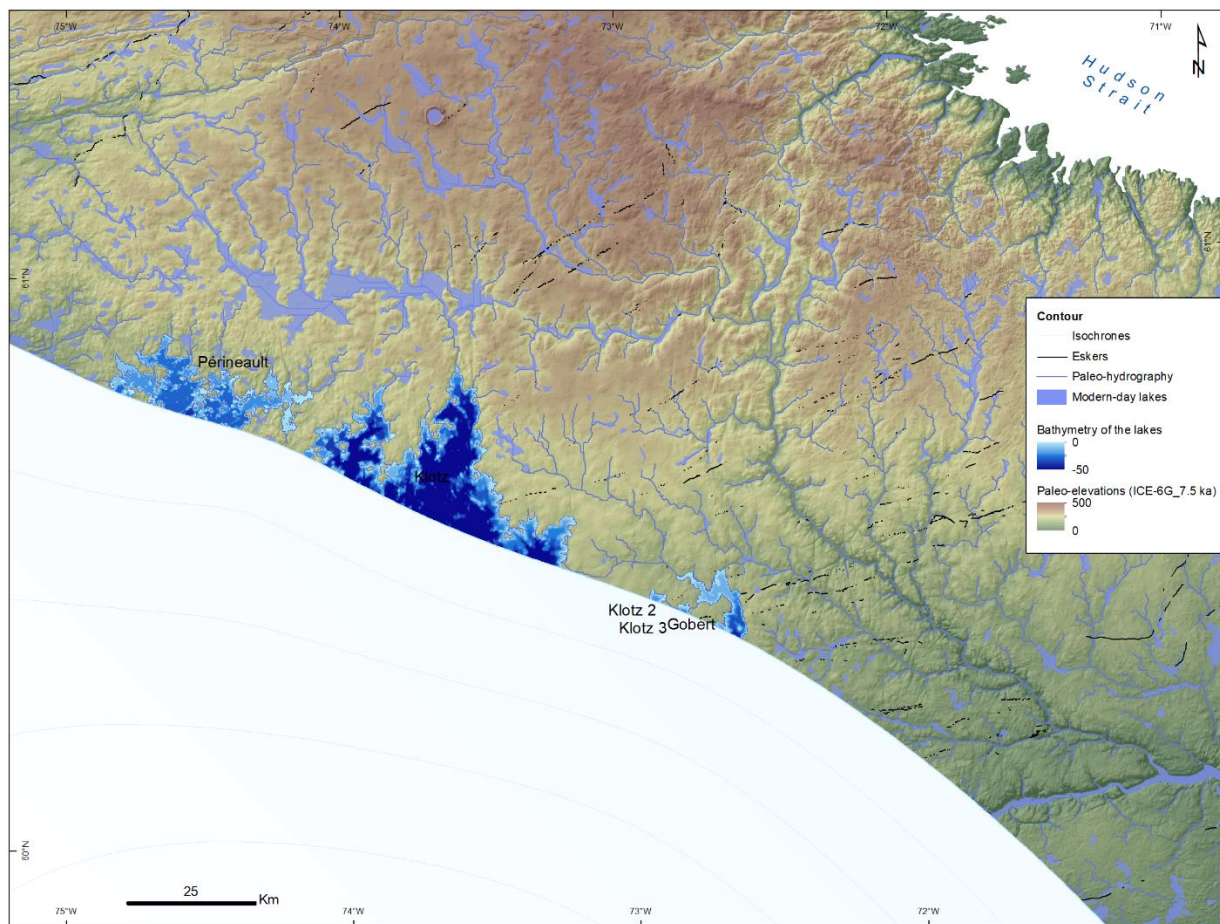 75°W
74°W
73°W
72°W
71°W
Hudson
Strait
N
61°N
61°N
Contour
Isochrones
Eskers
Paleo-hydrography
Modern-day lakes
Bathymetry of the lakes
0
-50
Paleo-elevations (ICE-6G_7.5 ka)
500
0
Périneault
Klotz
Klotz 2
Klotz 3
Gobert
60°N
25
Km
75°W
74°W
73°W
72°W